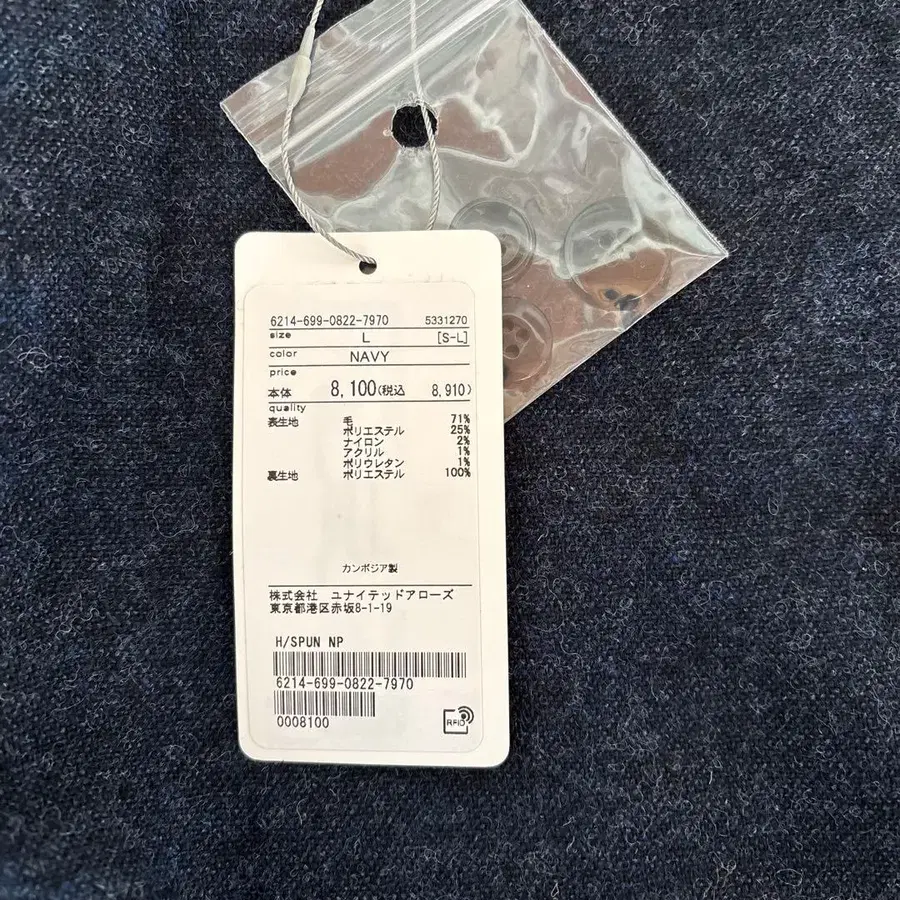 6214-699-0822-7970 5331270
size L [S-L]
color NAVY
price
本体 8,100(税込 8,910)
quality
表生地 毛 71%
ポリエステル 25%
ナイロン 2%
アクリル 1%
ポリウレタン 1%
裏生地 ポリエステル 100%
カンボジア製
株式会社 ユナイテッドアローズ
東京都港区赤坂8-1-19
H/SPUN NP
6214-699-0822-7970
0008100
RFID